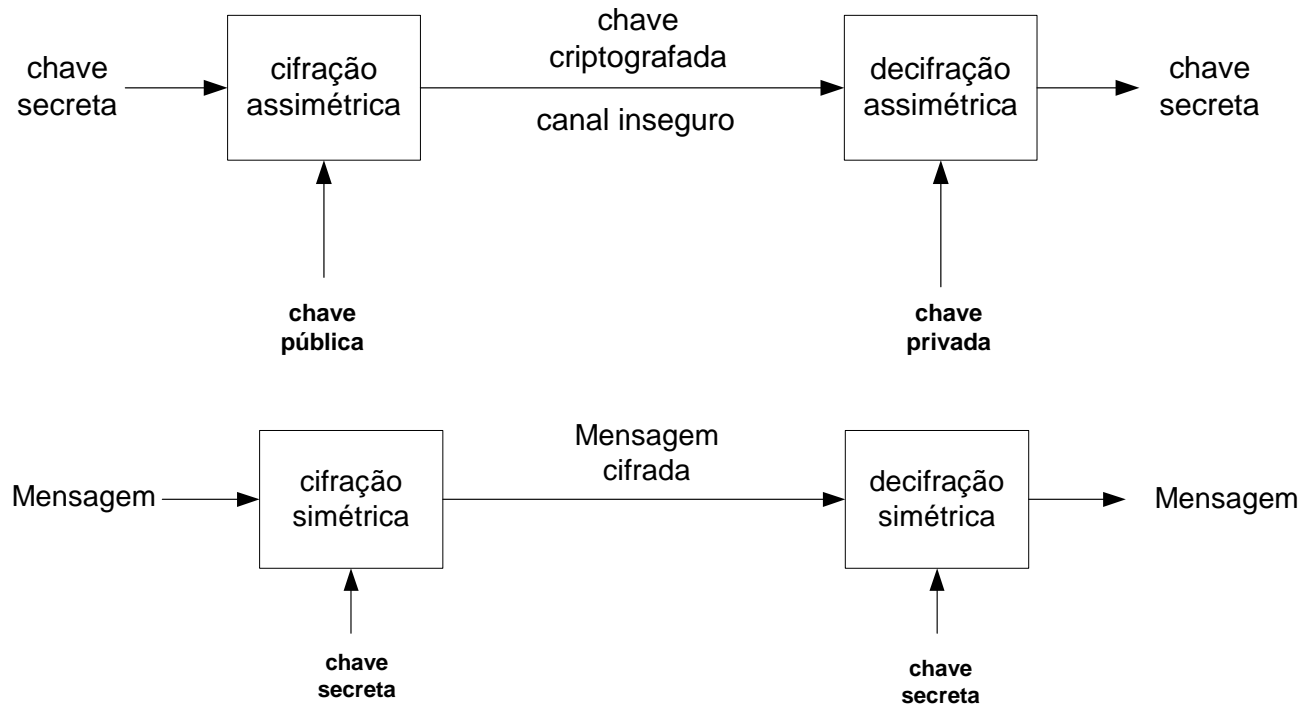 chave
secreta
cifração
assimétrica
chave
criptografada
canal inseguro
decifração
assimétrica
chave
secreta
chave
pública
chave
privada
Mensagem
cifração
simétrica
Mensagem
cifrada
decifração
simétrica
Mensagem
chave
secreta
chave
secreta